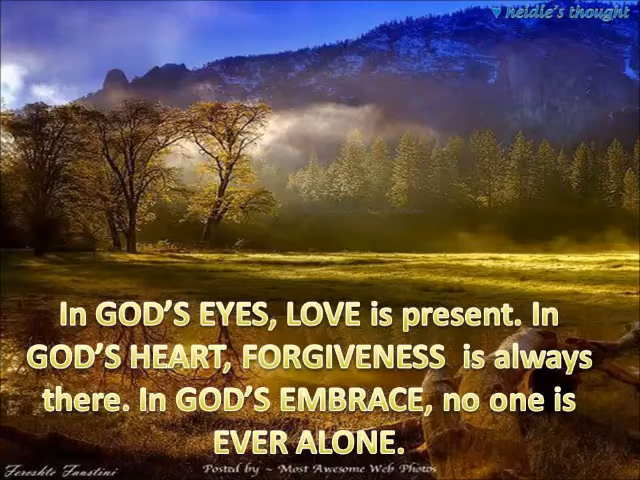 ♥ heidie's thought
In GOD'S EYES, LOVE is present. In
GOD'S HEART, FORGIVENESS is always
there. In GOD'S EMBRACE, no one is
EVER ALONE.
Fereshte Faustini
Posted by ~ Most Awesome Web Photos